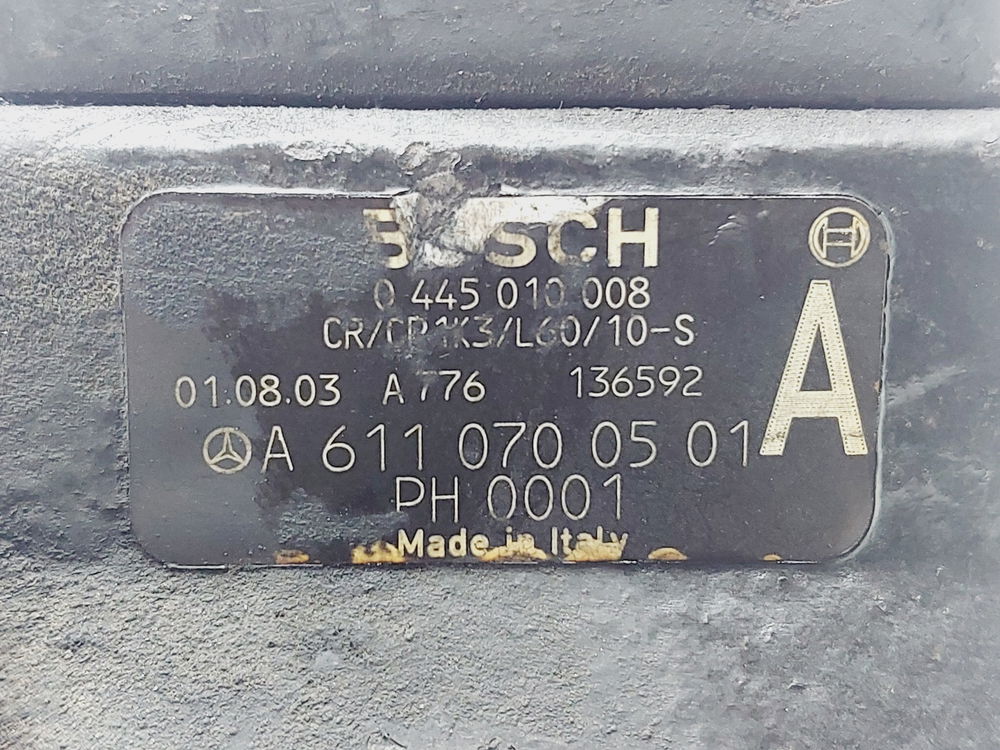 BOSCH
0 445 010 008
CR/CP1K3/L60/10-S
01.08.03 A 776 136592
A
A 611 070 05 01
PH 0001
Made in Italy